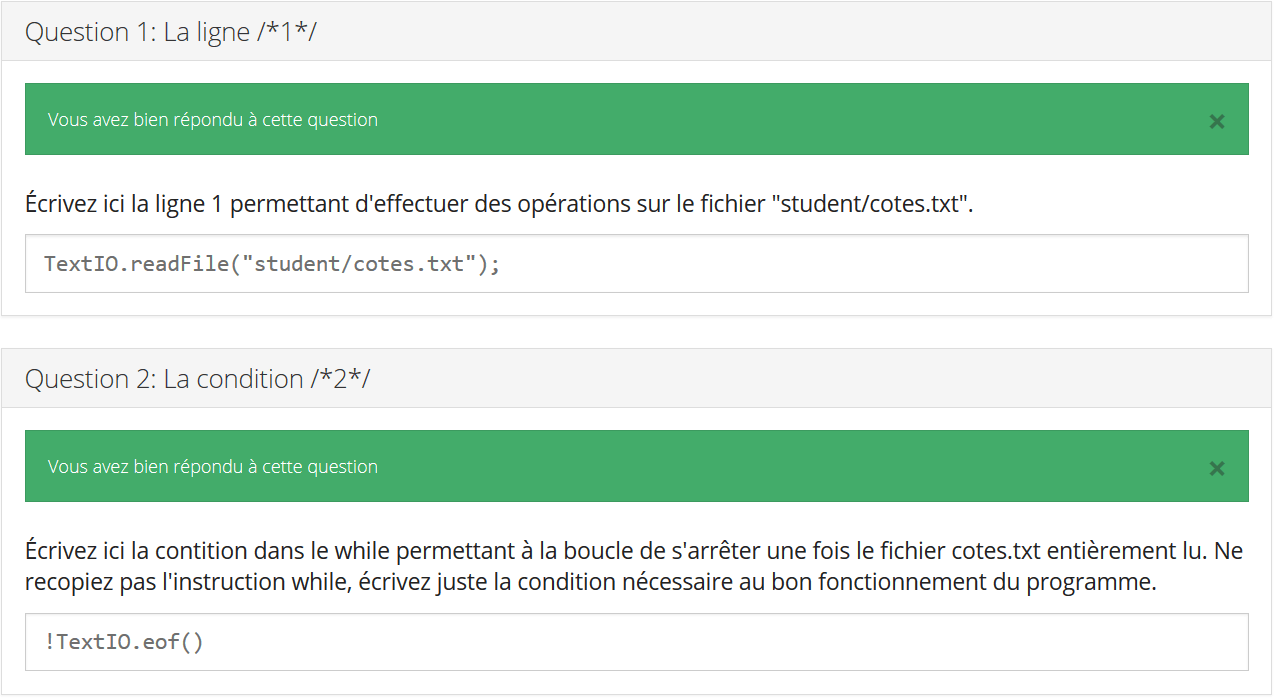 Question 1: La ligne /*1*/
Vous avez bien répondu à cette question
×
Écrivez ici la ligne 1 permettant d'effectuer des opérations sur le fichier "student/cotes.txt".
TextIO.readFile("student/cotes.txt");
Question 2: La condition /*2*/
Vous avez bien répondu à cette question
×
Écrivez ici la contition dans le while permettant à la boucle de s'arrêter une fois le fichier cotes.txt entièrement lu. Ne
recopiez pas l'instruction while, écrivez juste la condition nécessaire au bon fonctionnement du programme.
!TextIO.eof()